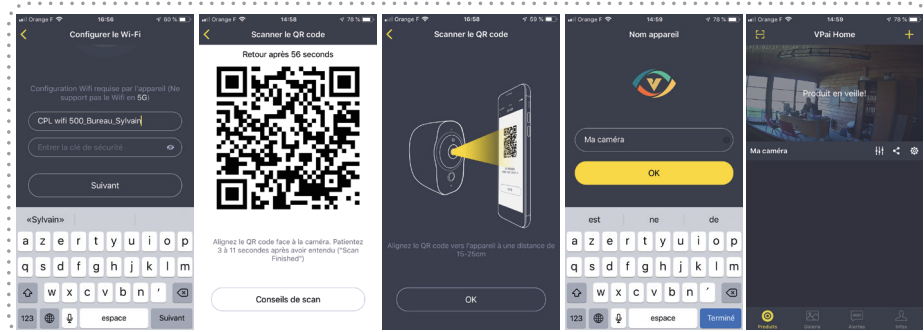 Orange F 16:56 60 %
Configurer le Wi-Fi
Configuration Wifi requise par l'appareil (Ne
support pas le Wifi en 5G)
CPL wifi 500_Bureau_Sylvain
Entrer la clé de sécurité
Suivant
«Sylvain»
a z e r t y u i o p
q s d f g h j k l m
w x c v b n '
123 espace Suivant
Orange F 14:58 78 %
Scanner le QR code
Retour après 56 seconds
Alignez le QR code face à la caméra. Patientez
3 à 11 secondes après avoir entendu ("Scan
Finished")
Conseils de scan
Orange F 16:58 59 %
Scanner le QR code
Alignez le QR code vers l'appareil à une distance de
15-25cm
OK
Orange F 14:59 78 %
Nom appareil
Ma caméra
OK
est ne de
a z e r t y u i o p
q s d f g h j k l m
w x c v b n '
123 espace Terminé
Orange F 14:59 78 %
VPai Home
Produit en veille!
Ma caméra
Produits Galerie Alertes Infos